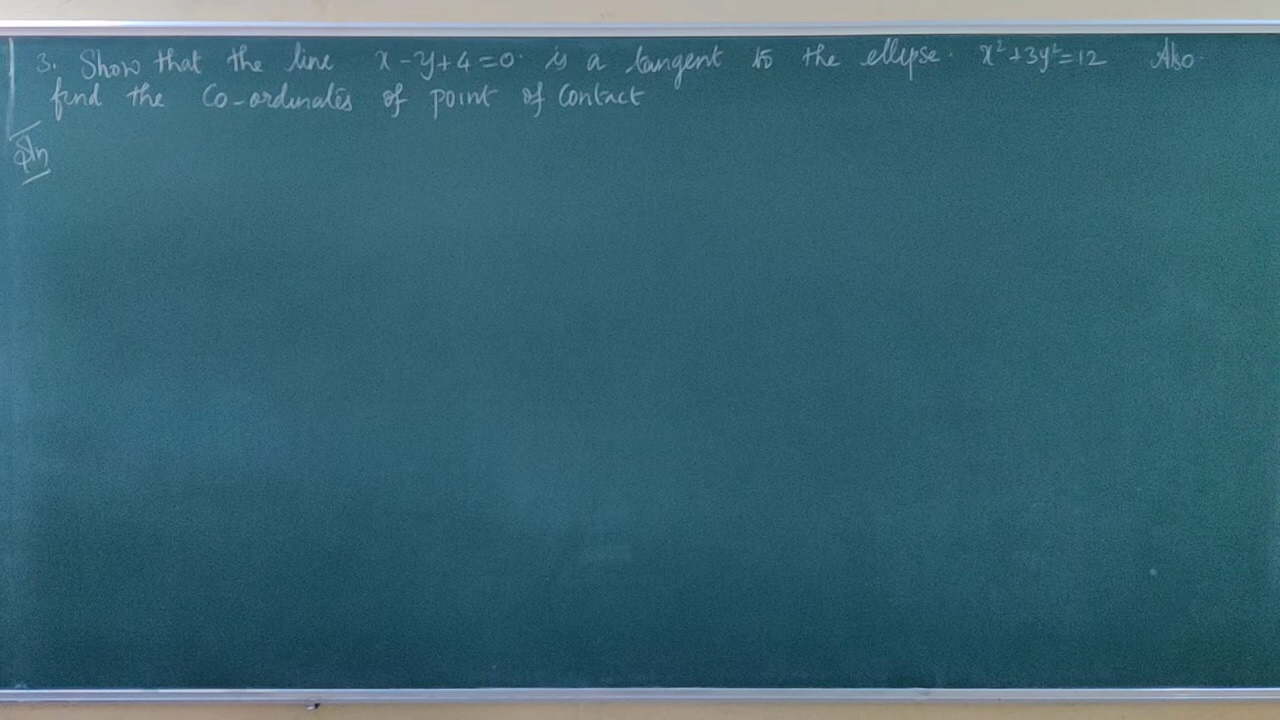 3. Show that the line x-y+4=0. is a tangent to the ellipse. x²+3y²=12 Also.
find the Co-ordinates of point of Contact
Sln